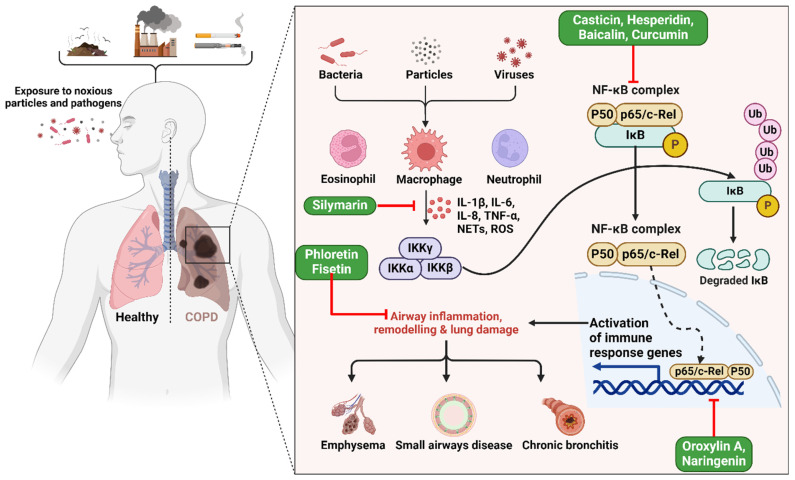 Exposure to noxious
particles and pathogens
Healthy
COPD
Bacteria
Particles
Viruses
Eosinophil
Macrophage
Neutrophil
Silymarin
IL-1β, IL-6,
IL-8, TNF-α,
NETs, ROS
Phloretin
Fisetin
IKKγ
IKKα
IKKβ
Airway inflammation,
remodelling & lung damage
Emphysema
Small airways disease
Chronic bronchitis
Casticin, Hesperidin,
Baicalin, Curcumin
NF-κB complex
P50
p65/c-Rel
IκB
P
Ub
Ub
Ub
Ub
IκB
P
Degraded IκB
NF-κB complex
P50
p65/c-Rel
Activation
of immune
response genes
p65/c-Rel
P50
Oroxylin A,
Naringenin